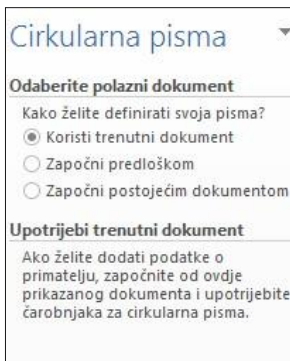 Cirkularna pisma
Odaberite polazni dokument
Kako želite definirati svoja pisma?
Koristi trenutni dokument
Započni predloškom
Započni postojećim dokumentom
Upotrijebi trenutni dokument
Ako želite dodati podatke o
primatelju, započnite od ovdje
prikazanog dokumenta i upotrijebite
čarobnjaka za cirkularna pisma.